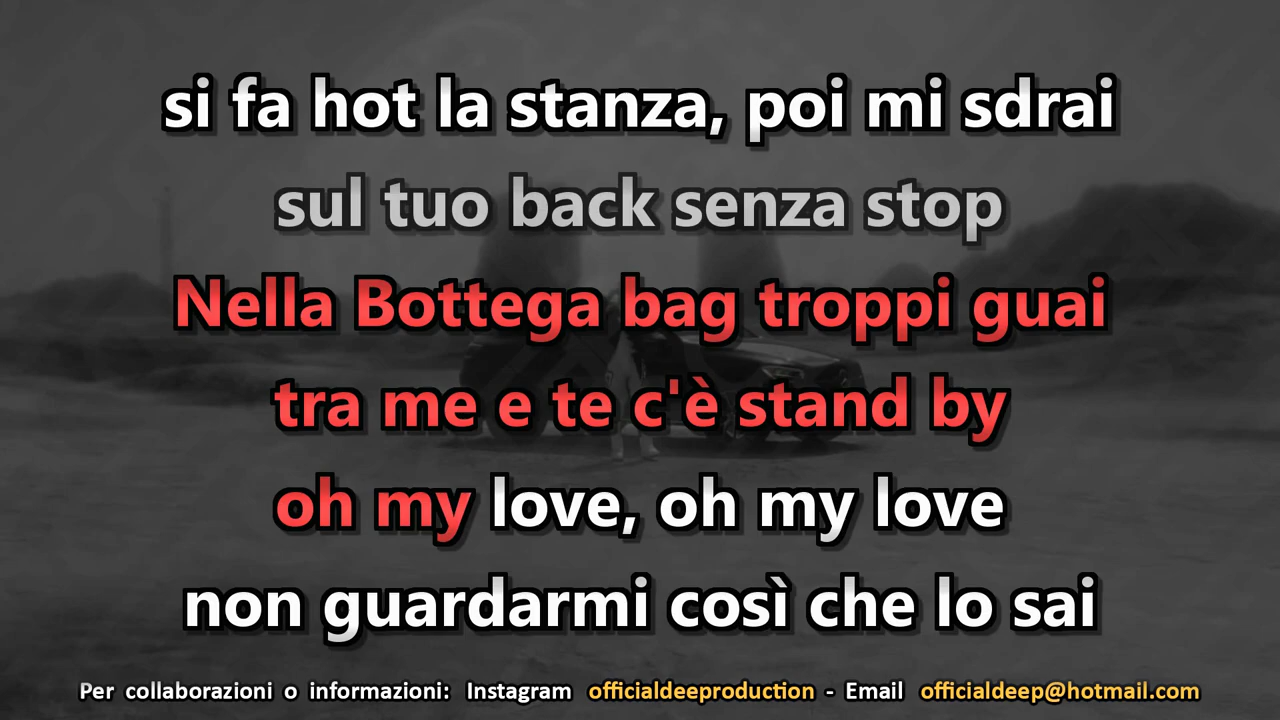 si fa hot la stanza, poi mi sdrai
sul tuo back senza stop
Nella Bottega bag troppi guai
tra me e te c'è stand by
oh my love, oh my love
non guardarmi così che lo sai
Per collaborazioni o informazioni: Instagram officialdeeproduction - Email officialdeep@hotmail.com